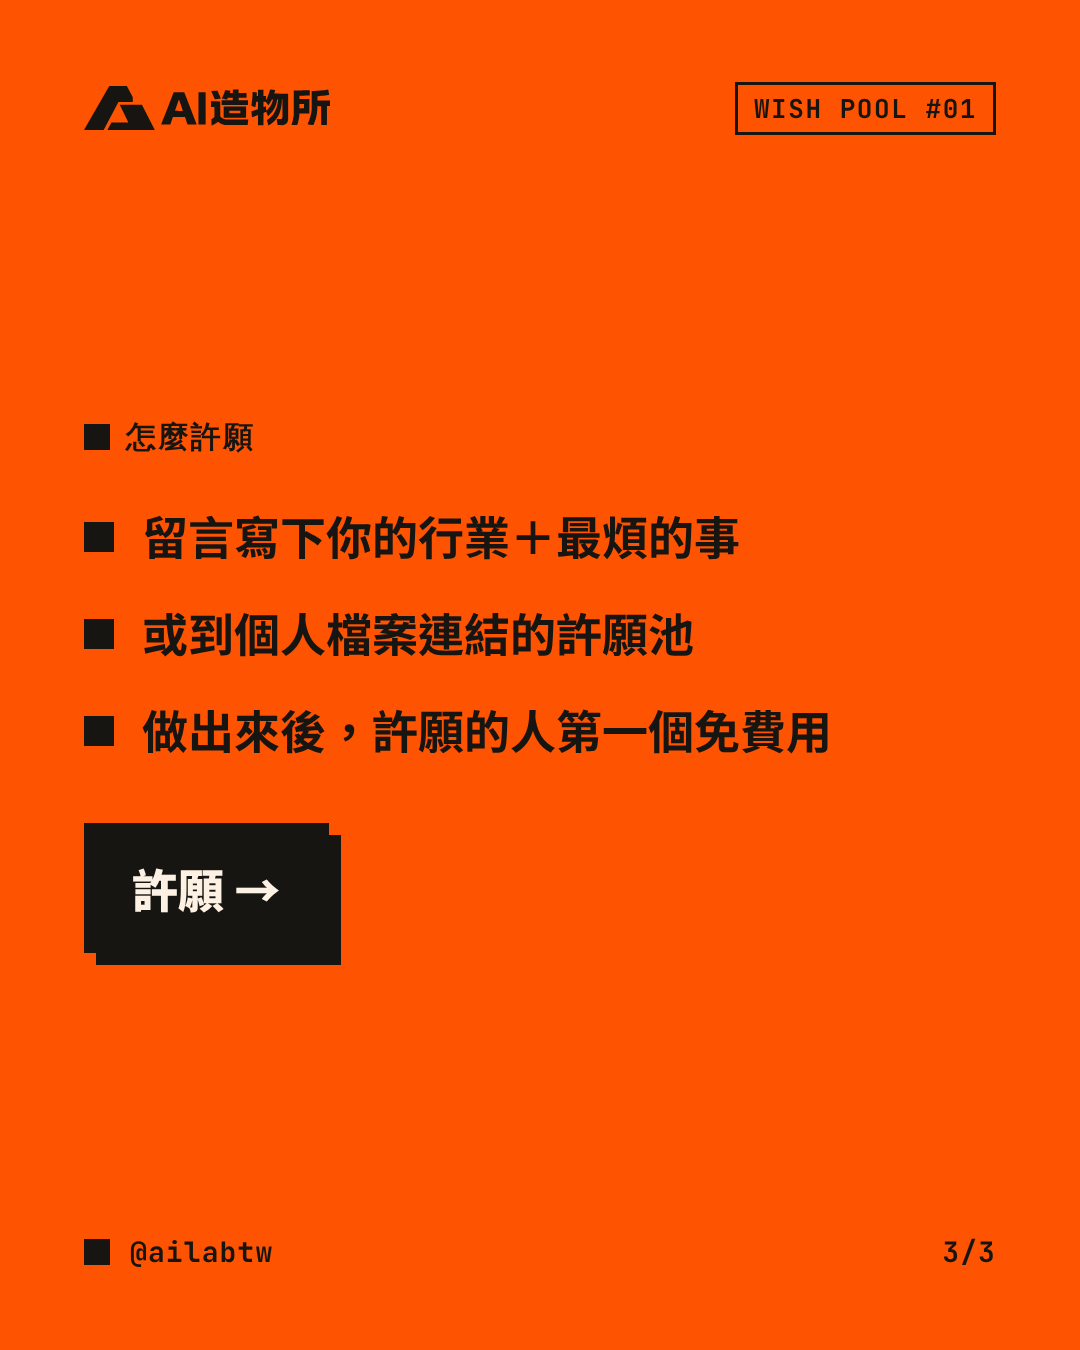 AI造物所
WISH POOL #01
怎麼許願
留言寫下你的行業＋最煩的事
或到個人檔案連結的許願池
做出來後，許願的人第一個免費用
許願 →
@ailabtw
3/3